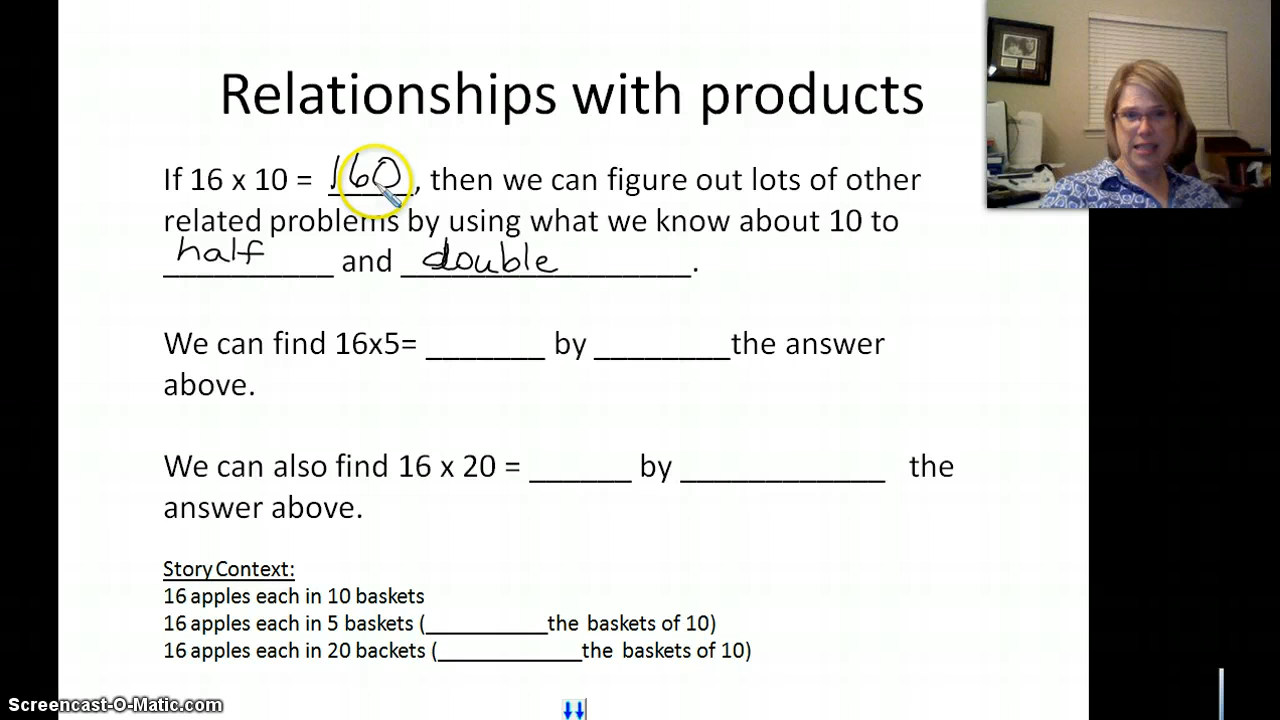 Relationships with products
If 16 x 10 = 160, then we can figure out lots of other
related problems by using what we know about 10 to
half and double.
We can find 16x5= _______ by ________the answer
above.
We can also find 16 x 20 = ______ by ____________ the
answer above.
Story Context:
16 apples each in 10 baskets
16 apples each in 5 baskets (__________the baskets of 10)
16 apples each in 20 backets (____________the baskets of 10)
Screencast-O-Matic.com